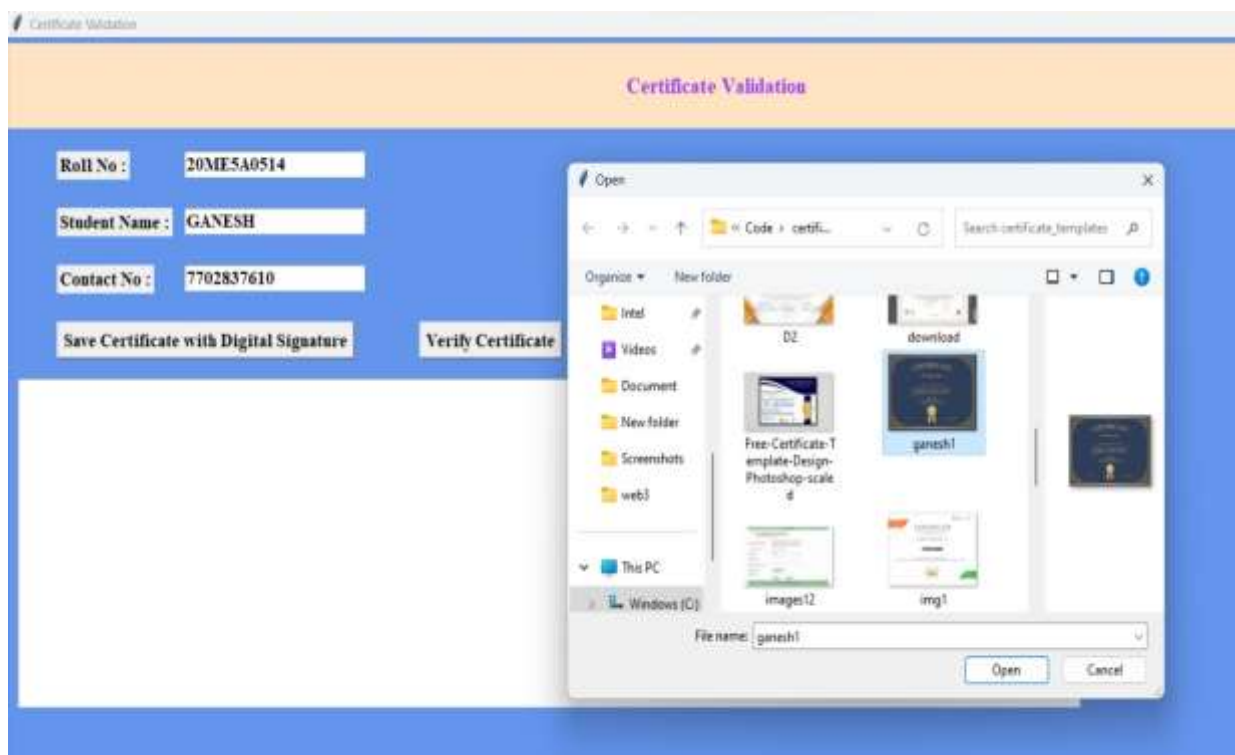 Certificate Validation
Certificate Validation
Roll No :
20ME5A0514
Student Name :
GANESH
Contact No :
7702837610
Save Certificate with Digital Signature
Verify Certificate
Open
« Code › certifi...
Search certificate_templates
Organize
New folder
Intel
Videos
Document
New folder
Screenshots
web3
This PC
Windows (C:)
D2
download
Free-Certificate-T
emplate-Design-
Photoshop-scale
d
ganesh1
images12
img1
File name:
ganesh1
Open
Cancel